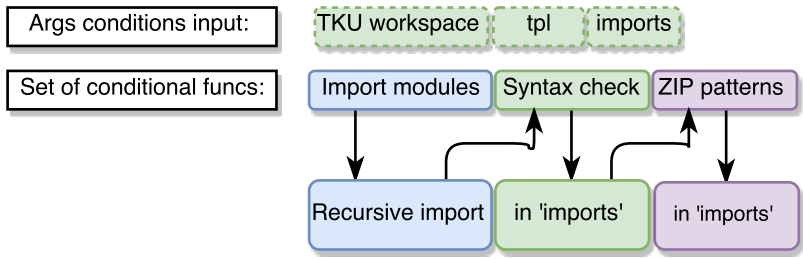 Args conditions input: TKU workspace tpl imports
Set of conditional funcs: Import modules Syntax check ZIP patterns
Recursive import in 'imports' in 'imports'